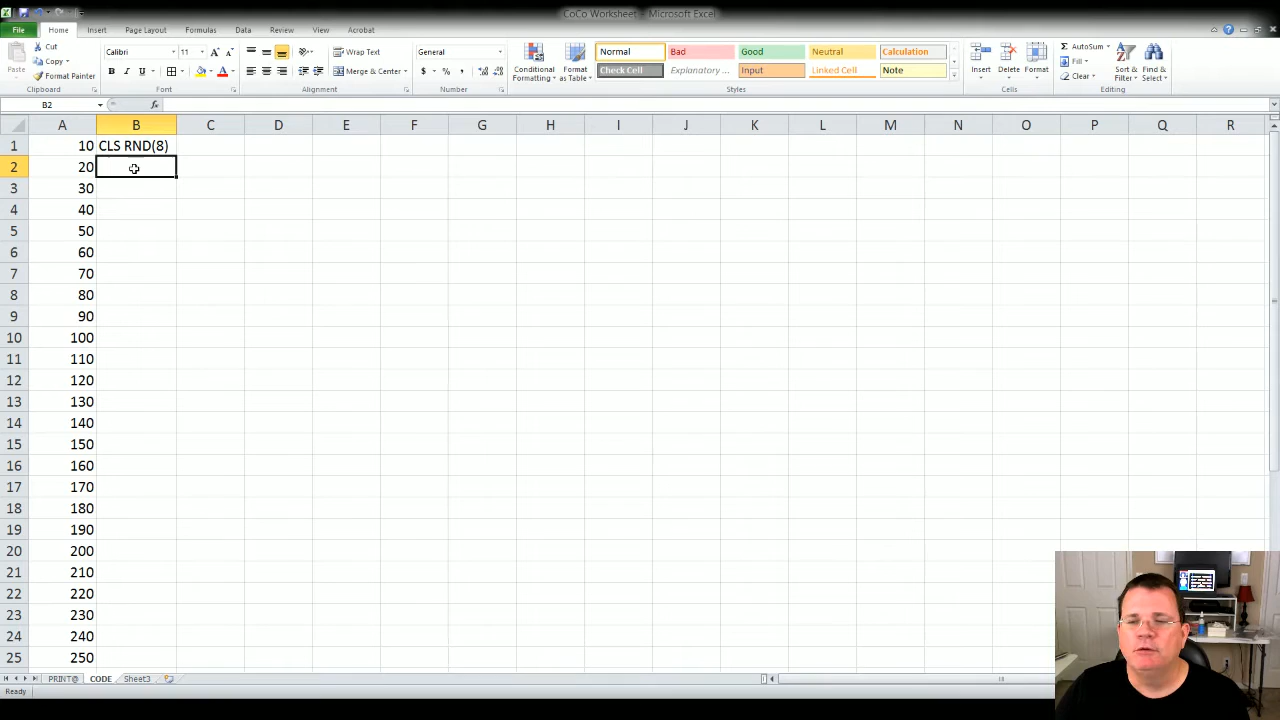 CoCo Worksheet - Microsoft Excel
File Home Insert Page Layout Formulas Data Review View Acrobat
Cut
Copy
Format Painter
Paste
Clipboard
Calibri 11
B U A
Font
Wrap Text
Merge & Center
Alignment
General
$ % ,
Number
Conditional Formatting
Format as Table
Normal Bad Good Neutral Calculation
Check Cell Explanatory ... Input Linked Cell Note
Styles
Insert Delete Format
Cells
AutoSum
Fill
Clear
Sort & Filter
Find & Select
Editing
B2 fx
A B C D E F G H I J K L M N O P Q R
1 10 CLS RND(8)
2 20
3 30
4 40
5 50
6 60
7 70
8 80
9 90
10 100
11 110
12 120
13 130
14 140
15 150
16 160
17 170
18 180
19 190
20 200
21 210
22 220
23 230
24 240
25 250
PRINT@ CODE Sheet3
Ready